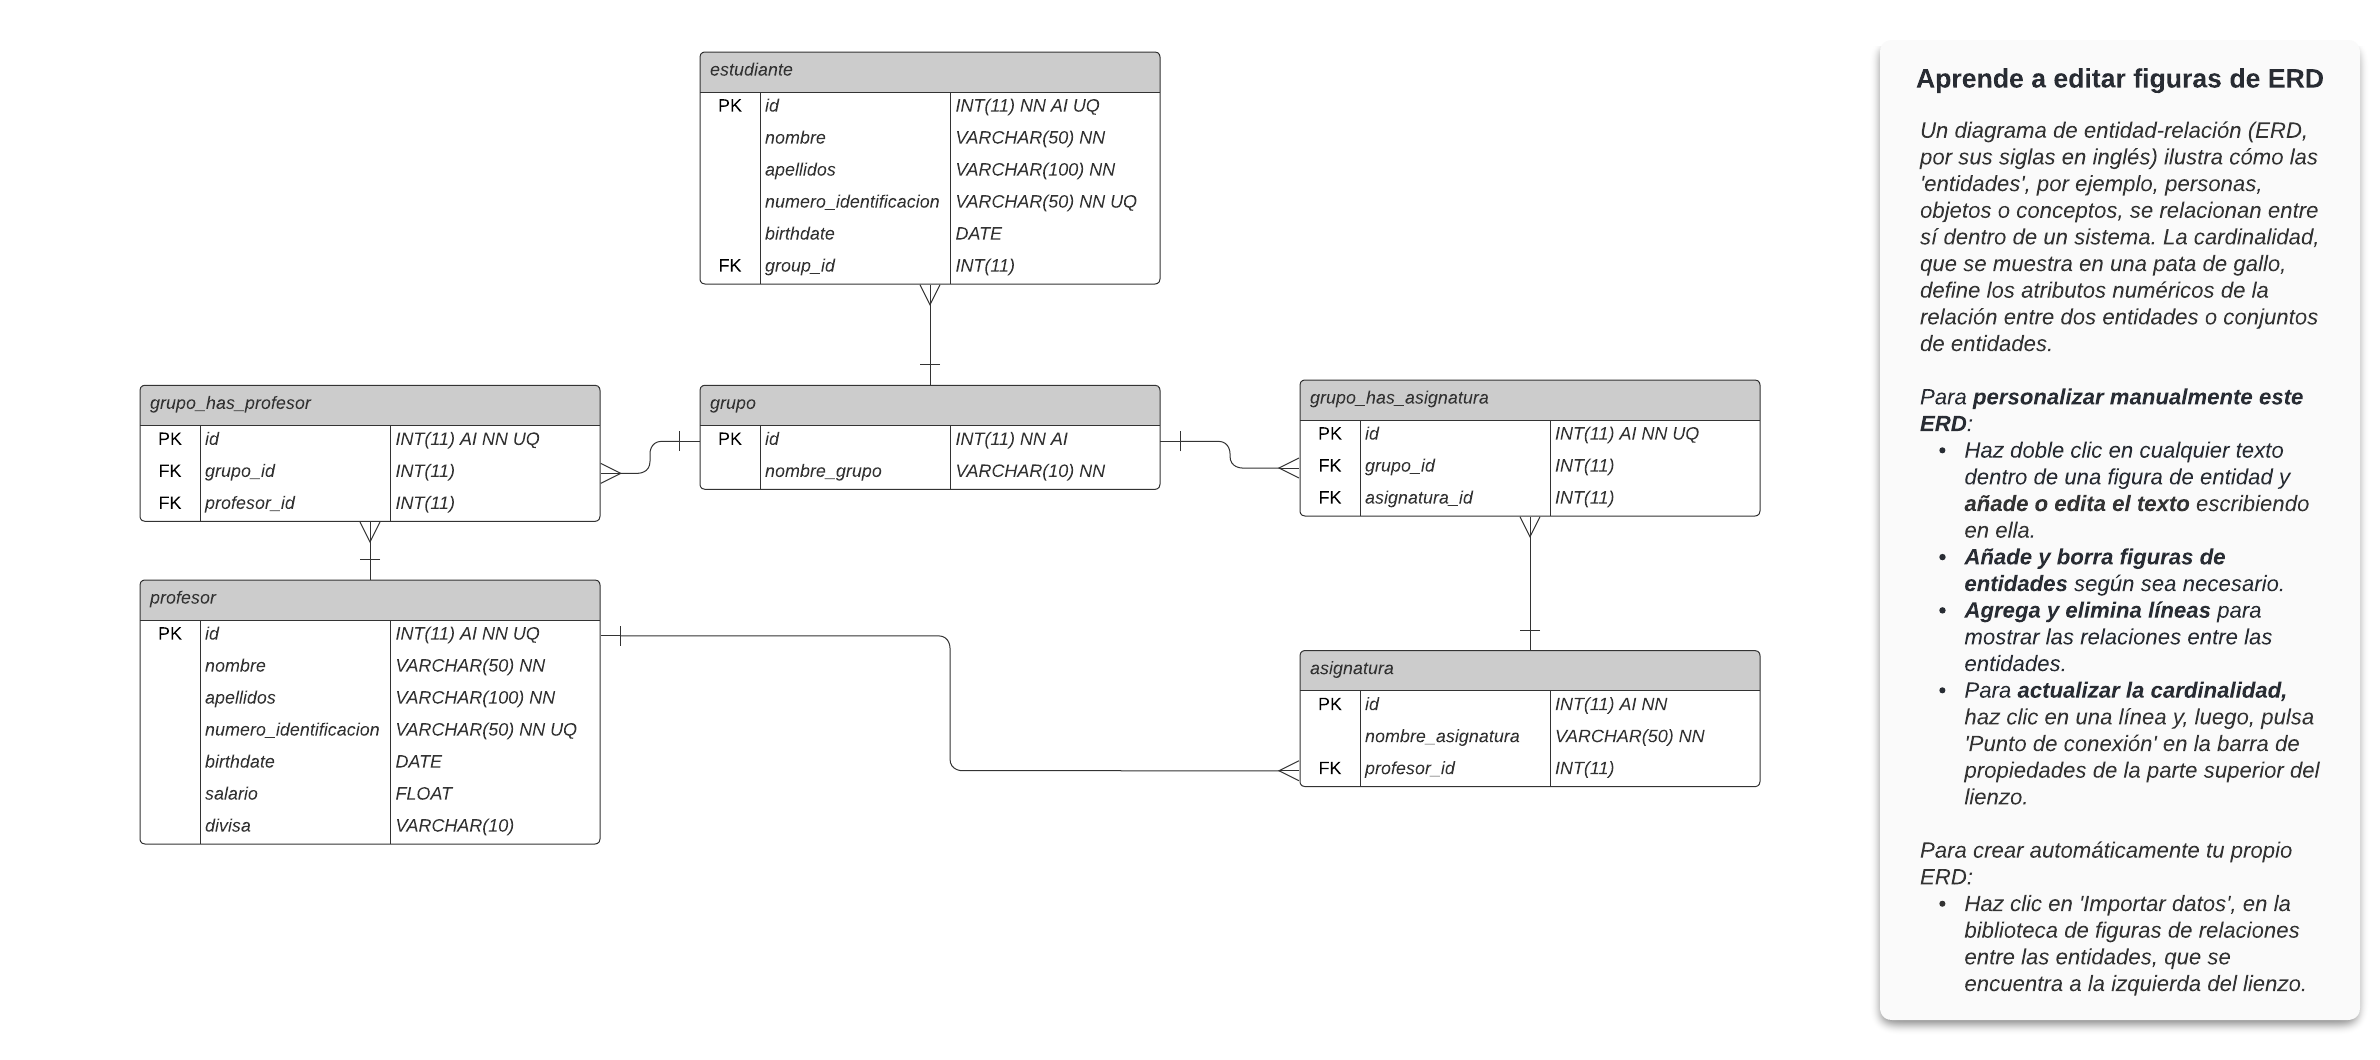 estudiante
PK id INT(11) NN AI UQ
nombre VARCHAR(50) NN
apellidos VARCHAR(100) NN
numero_identificacion VARCHAR(50) NN UQ
birthdate DATE
FK group_id INT(11)
grupo_has_profesor
PK id INT(11) AI NN UQ
FK grupo_id INT(11)
FK profesor_id INT(11)
grupo
PK id INT(11) NN AI
nombre_grupo VARCHAR(10) NN
grupo_has_asignatura
PK id INT(11) AI NN UQ
FK grupo_id INT(11)
FK asignatura_id INT(11)
profesor
PK id INT(11) AI NN UQ
nombre VARCHAR(50) NN
apellidos VARCHAR(100) NN
numero_identificacion VARCHAR(50) NN UQ
birthdate DATE
salario FLOAT
divisa VARCHAR(10)
asignatura
PK id INT(11) AI NN
nombre_asignatura VARCHAR(50) NN
FK profesor_id INT(11)
Aprende a editar figuras de ERD
Un diagrama de entidad-relación (ERD,
por sus siglas en inglés) ilustra cómo las
'entidades', por ejemplo, personas,
objetos o conceptos, se relacionan entre
sí dentro de un sistema. La cardinalidad,
que se muestra en una pata de gallo,
define los atributos numéricos de la
relación entre dos entidades o conjuntos
de entidades.
Para personalizar manualmente este
ERD:
• Haz doble clic en cualquier texto
dentro de una figura de entidad y
añade o edita el texto escribiendo
en ella.
• Añade y borra figuras de
entidades según sea necesario.
• Agrega y elimina líneas para
mostrar las relaciones entre las
entidades.
• Para actualizar la cardinalidad,
haz clic en una línea y, luego, pulsa
'Punto de conexión' en la barra de
propiedades de la parte superior del
lienzo.
Para crear automáticamente tu propio
ERD:
• Haz clic en 'Importar datos', en la
biblioteca de figuras de relaciones
entre las entidades, que se
encuentra a la izquierda del lienzo.